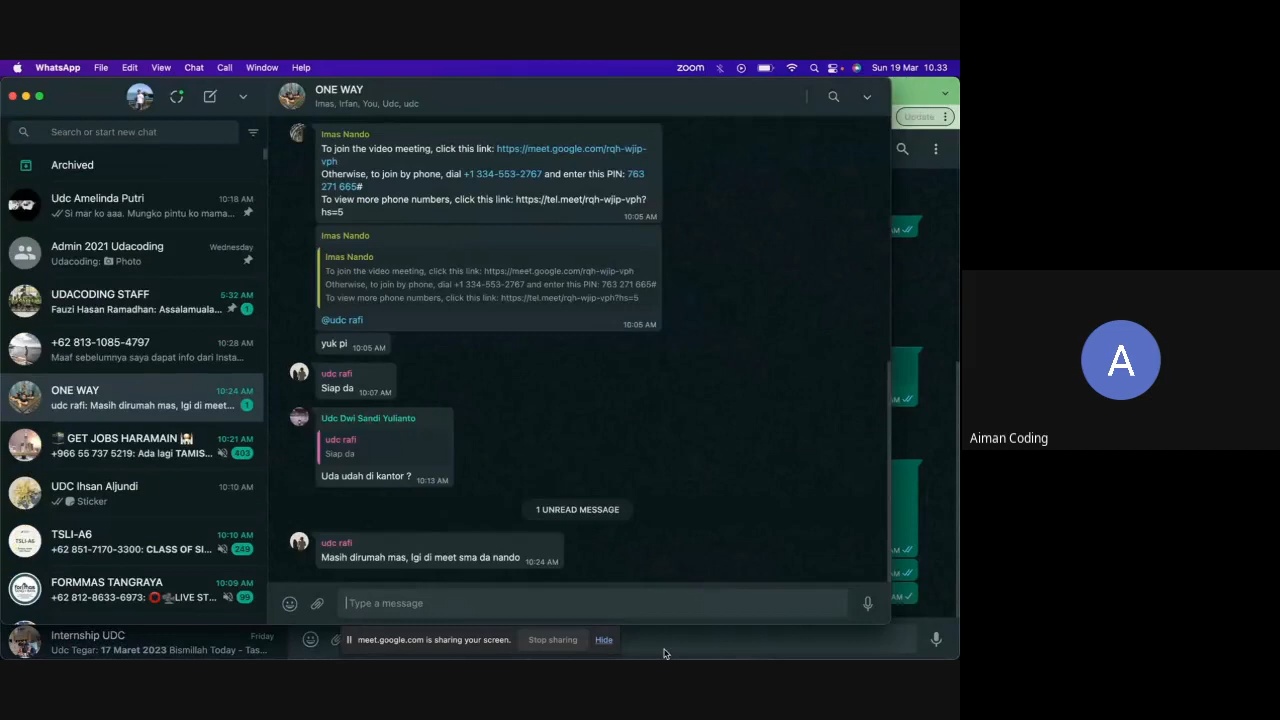 WhatsApp File Edit View Chat Call Window Help
zoom Sun 19 Mar 10.33
Search or start new chat
Archived
Udc Amelinda Putri 10:18 AM
Si mar ko aaa. Mungko pintu ko mama...
Admin 2021 Udacoding Wednesday
Udacoding: Photo
UDACODING STAFF 5:32 AM
Fauzi Hasan Ramadhan: Assalamuala... 1
+62 813-1085-4797 10:28 AM
Maaf sebelumnya saya dapat info dari Insta...
ONE WAY 10:24 AM
udc rafi: Masih dirumah mas, lgi di meet... 1
GET JOBS HARAMAIN 10:21 AM
+966 55 737 5219: Ada lagi TAMIS... 403
UDC Ihsan Aljundi 10:10 AM
Sticker
TSLI-A6 10:10 AM
+62 851-7170-3300: CLASS OF SI... 249
FORMMAS TANGRAYA 10:09 AM
+62 812-8633-6973: LIVE ST... 99
Internship UDC Friday
Udc Tegar: 17 Maret 2023 Bismillah Today - Tas...
ONE WAY
Imas, Irfan, You, Udc, udc
Imas Nando
To join the video meeting, click this link: https://meet.google.com/rqh-wjip-
vph
Otherwise, to join by phone, dial +1 334-553-2767 and enter this PIN: 763
271 665#
To view more phone numbers, click this link: https://tel.meet/rqh-wjip-vph?
hs=5
10:05 AM
Imas Nando
Imas Nando
To join the video meeting, click this link: https://meet.google.com/rqh-wjip-vph
Otherwise, to join by phone, dial +1 334-553-2767 and enter this PIN: 763 271 665#
To view more phone numbers, click this link: https://tel.meet/rqh-wjip-vph?hs=5
@udc rafi 10:05 AM
yuk pi 10:05 AM
udc rafi
Siap da 10:07 AM
Udc Dwi Sandi Yulianto
udc rafi
Siap da
Uda udah di kantor ? 10:13 AM
1 UNREAD MESSAGE
udc rafi
Masih dirumah mas, lgi di meet sma da nando 10:24 AM
Type a message
meet.google.com is sharing your screen. Stop sharing Hide
Update
AM
AM
AM
AM
AM
A
Aiman Coding